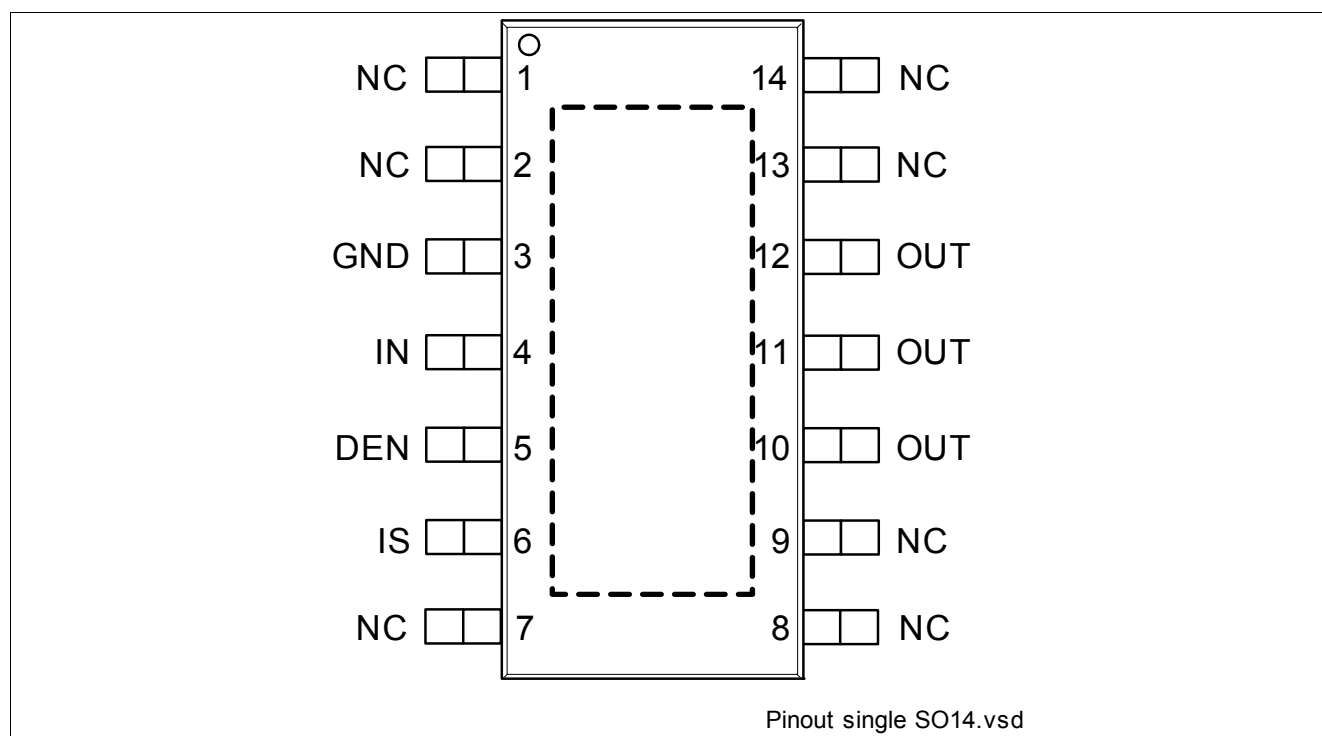 NC 1 14 NC
NC 2 13 NC
GND 3 12 OUT
IN 4 11 OUT
DEN 5 10 OUT
IS 6 9 NC
NC 7 8 NC
Pinout single SO14.vsd